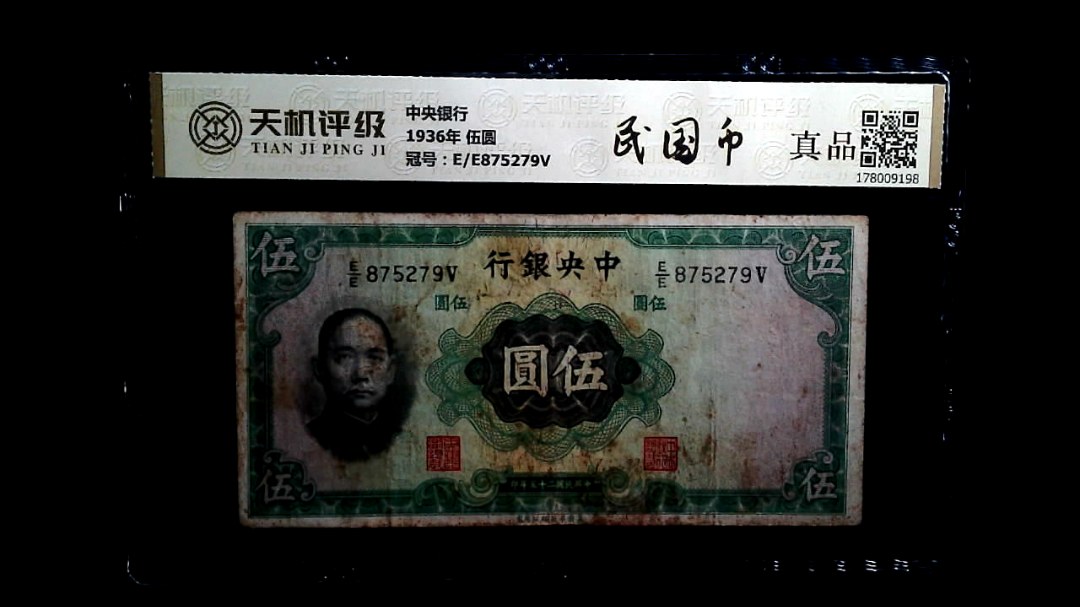 天机评级
TIAN JI PING JI
中央银行
1936年 伍圆
冠号：E/E875279V
民国币
真品
178009198
伍
伍
行銀央中
E/E 875279V
E/E 875279V
圓伍
圓伍
圓伍
伍
伍